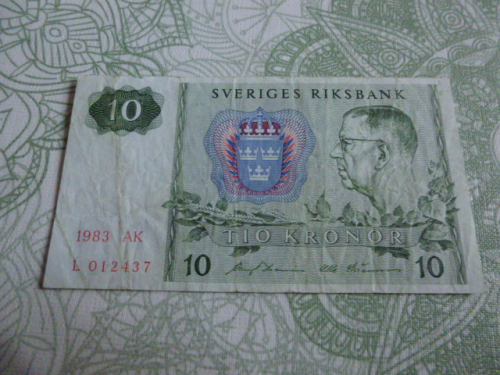 10
SVERIGES RIKSBANK
1983 AK
L 012437
TIO KRONOR
10
10